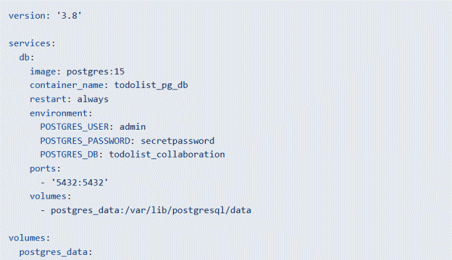 version: '3.8'

services:
  db:
    image: postgres:15
    container_name: todolist_pg_db
    restart: always
    environment:
      POSTGRES_USER: admin
      POSTGRES_PASSWORD: secretpassword
      POSTGRES_DB: todolist_collaboration
    ports:
      - '5432:5432'
    volumes:
      - postgres_data:/var/lib/postgresql/data

volumes:
  postgres_data: